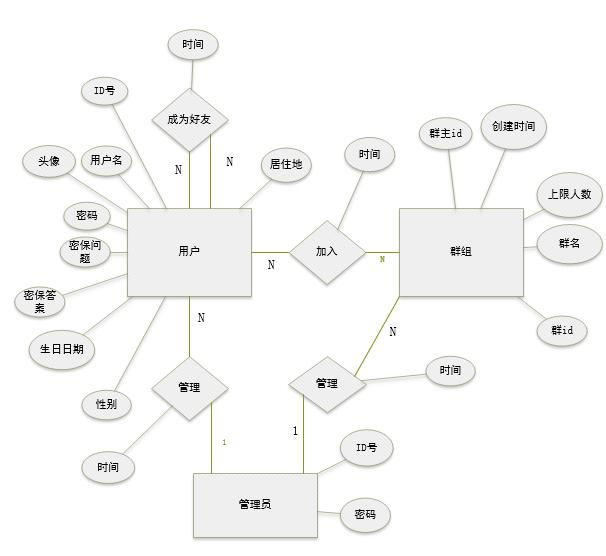 时间
ID号
成为好友
N
N
头像
用户名
居住地
时间
群主id
创建时间
上限人数
密码
密保问
题
用户
N
加入
N
群组
群名
密保答
案
生日日期
N
N
群id
性别
管理
管理
时间
时间
1
1
ID号
管理员
密码